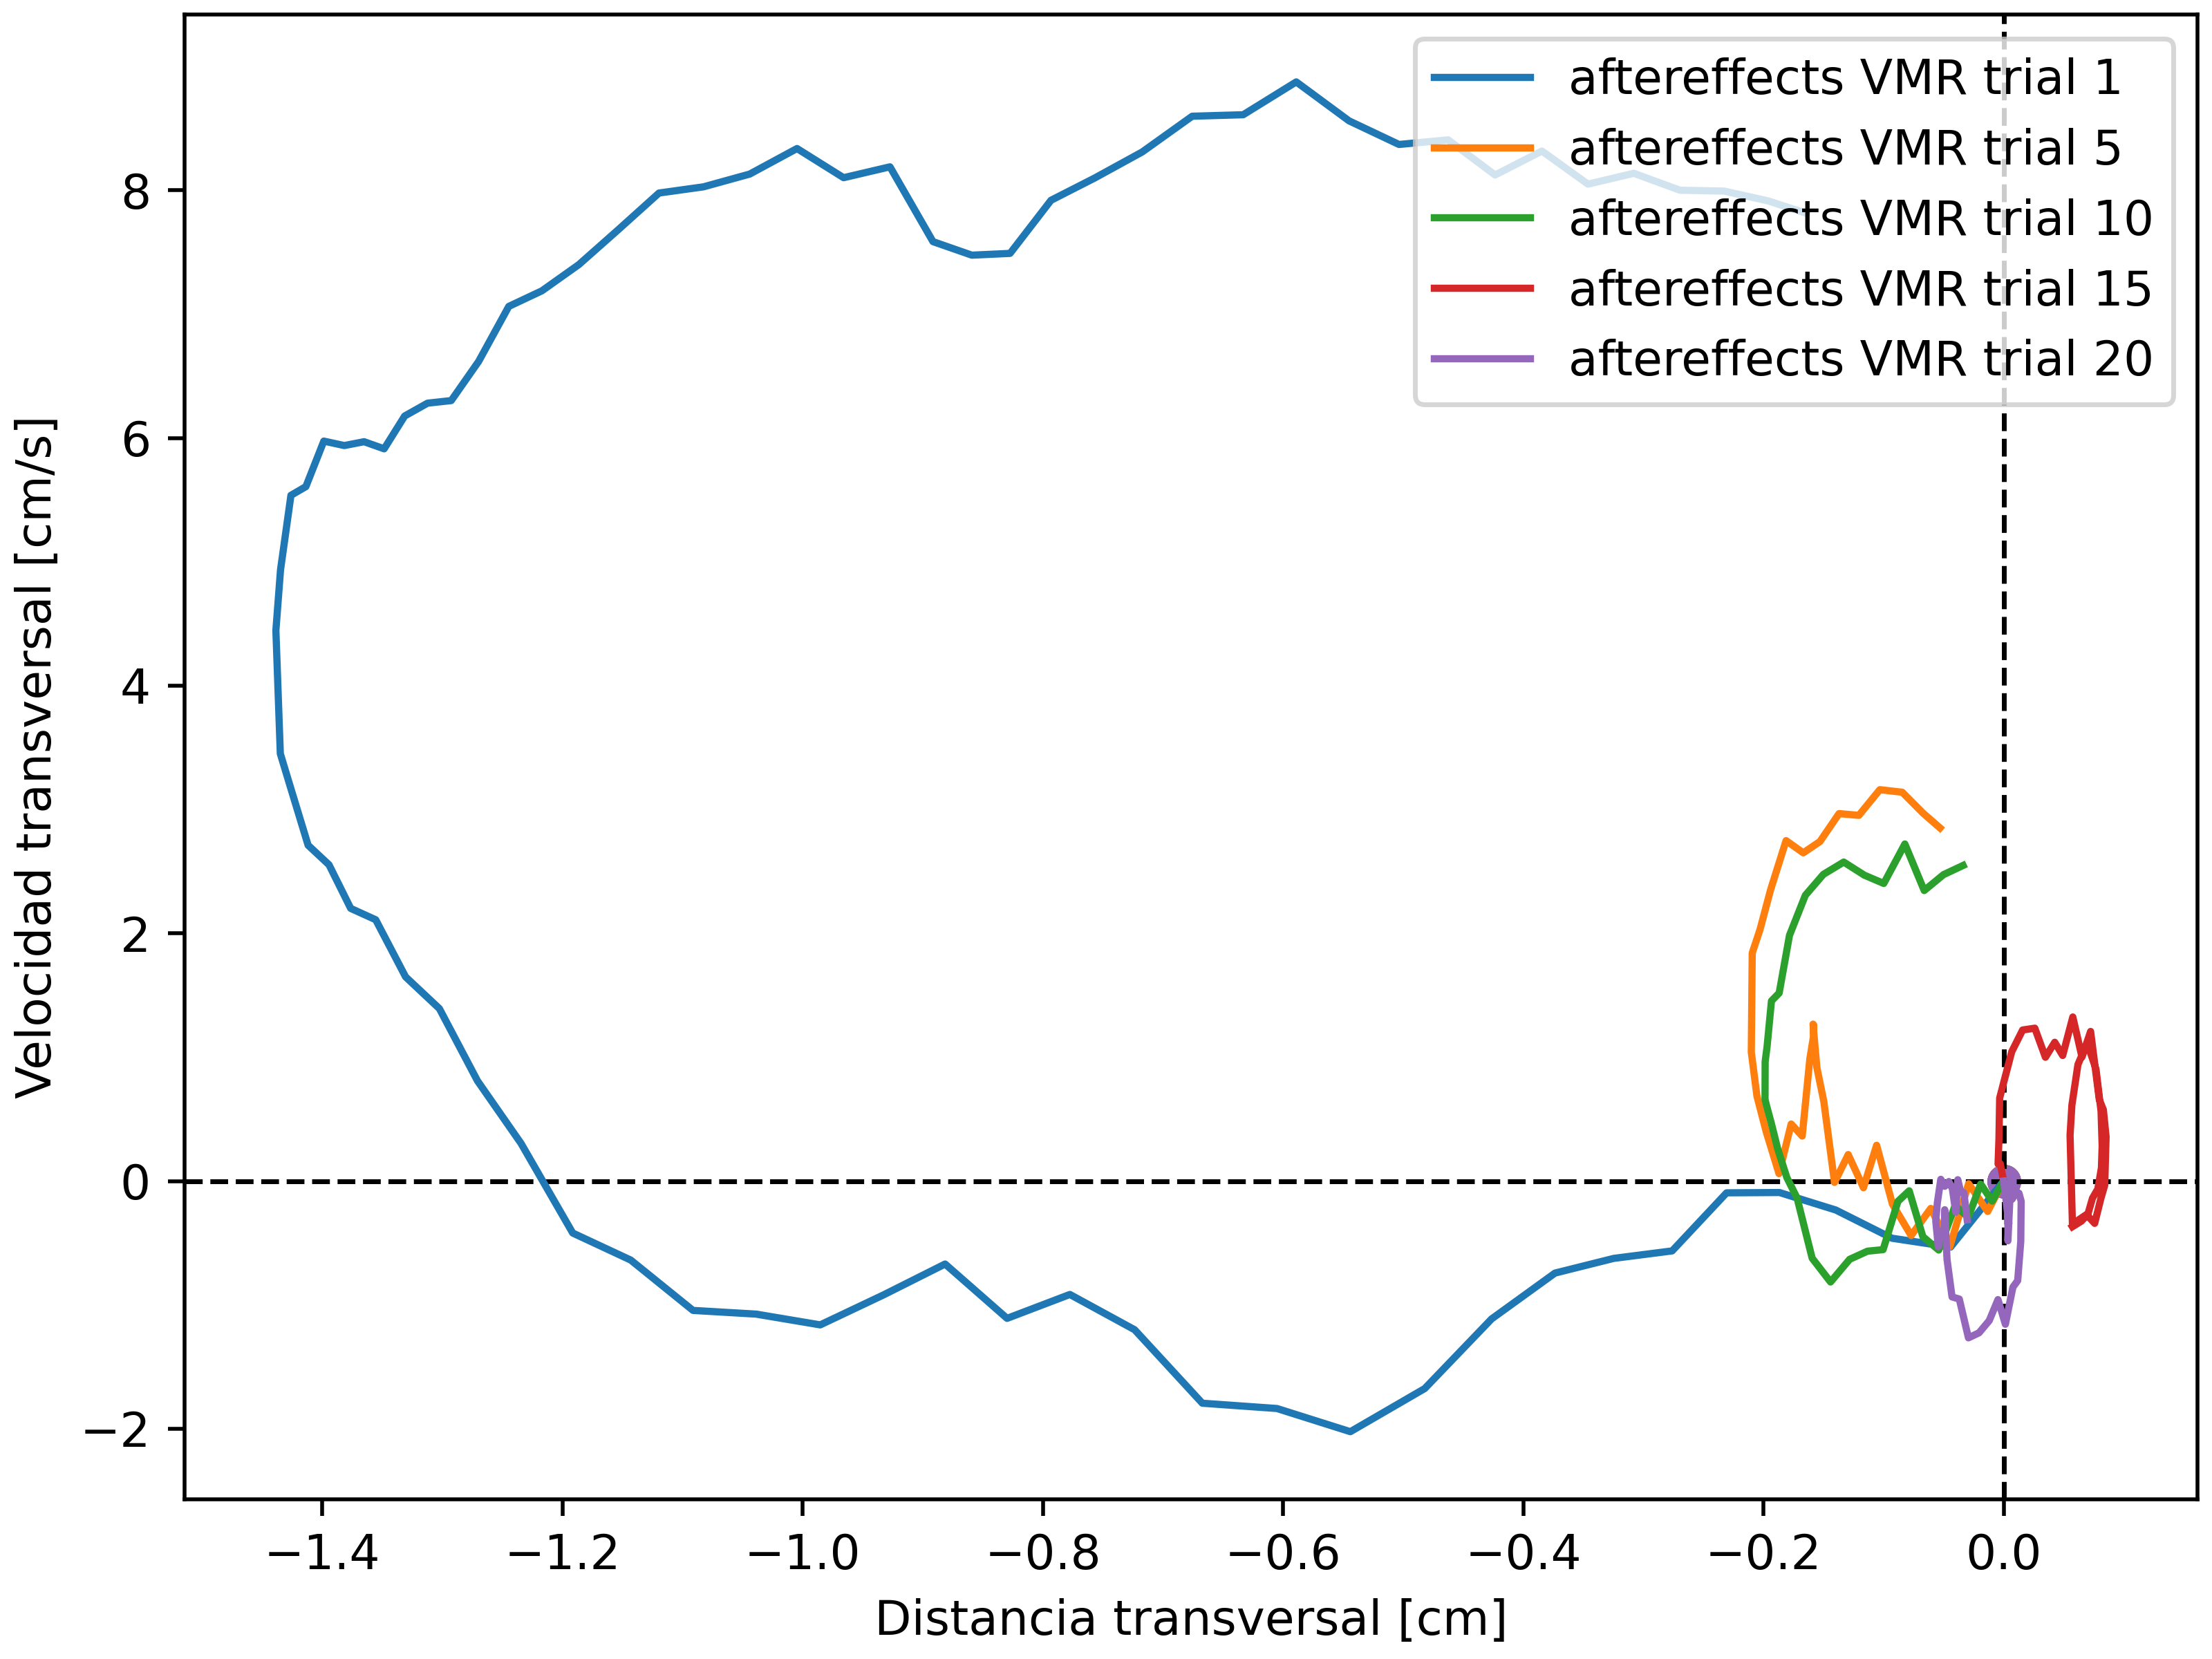 aftereffects VMR trial 1
aftereffects VMR trial 5
aftereffects VMR trial 10
aftereffects VMR trial 15
aftereffects VMR trial 20
Velocidad transversal [cm/s]
8
6
4
2
0
−2
−1.4 −1.2 −1.0 −0.8 −0.6 −0.4 −0.2 0.0
Distancia transversal [cm]